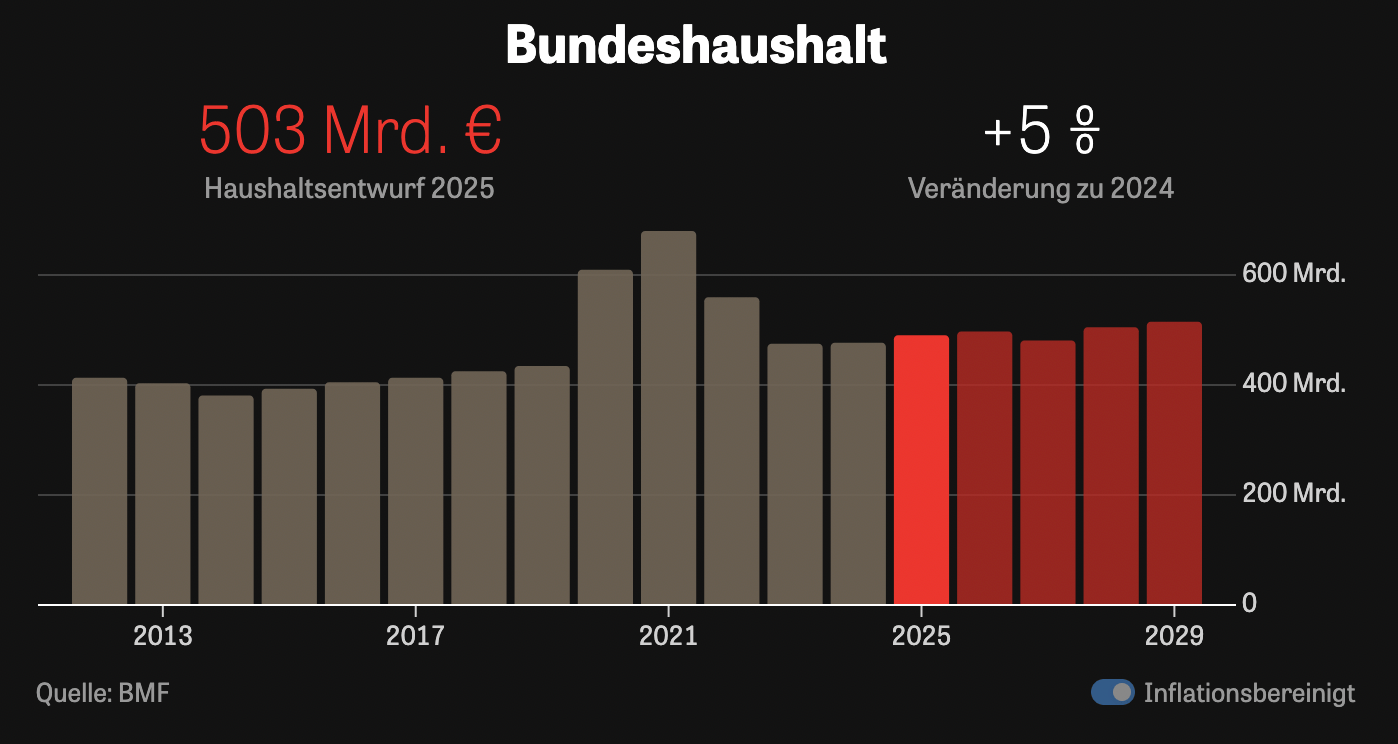 Bundeshaushalt
503 Mrd. €
Haushaltsentwurf 2025
+5 %
Veränderung zu 2024
600 Mrd.
400 Mrd.
200 Mrd.
0
2013 2017 2021 2025 2029
Quelle: BMF
Inflationsbereinigt